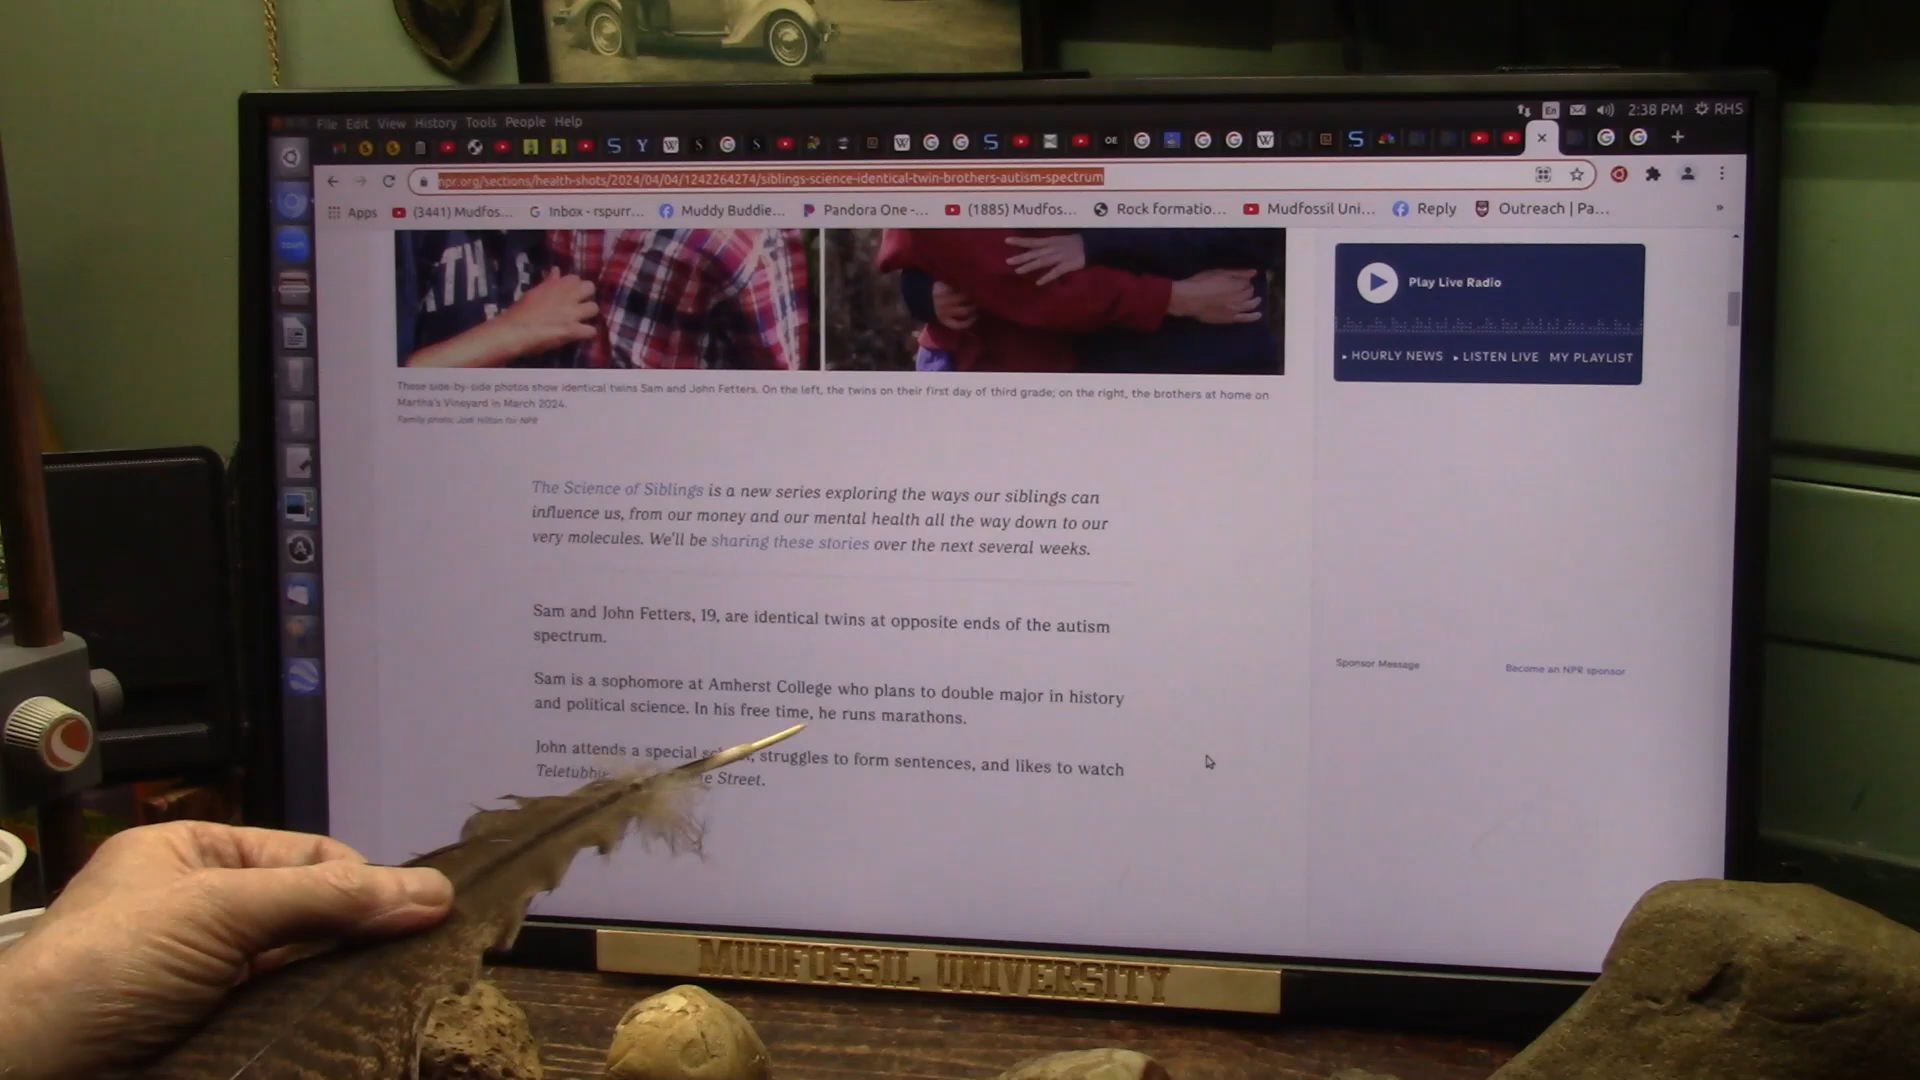 2:38 PM RHS
File Edit View History Tools People Help
npr.org/sections/health-shots/2024/04/04/1242264274/siblings-science-identical-twin-brothers-autism-spectrum
Apps (3441) Mudfos... Inbox - rspurr... Muddy Buddie... Pandora One -... (1885) Mudfos... Rock formatio... Mudfossil Uni... Reply Outreach | Pa... »
Play Live Radio
HOURLY NEWS LISTEN LIVE MY PLAYLIST
These side-by-side photos show identical twins Sam and John Fetters. On the left, the twins on their first day of third grade; on the right, the brothers at home on
Martha's Vineyard in March 2024.
Family photo; Jodi Hilton for NPR
The Science of Siblings is a new series exploring the ways our siblings can
influence us, from our money and our mental health all the way down to our
very molecules. We'll be sharing these stories over the next several weeks.
Sam and John Fetters, 19, are identical twins at opposite ends of the autism
spectrum.
Sponsor Message Become an NPR sponsor
Sam is a sophomore at Amherst College who plans to double major in history
and political science. In his free time, he runs marathons.
John attends a special struggles to form sentences, and likes to watch
Street.
MUDFOSSIL UNIVERSITY